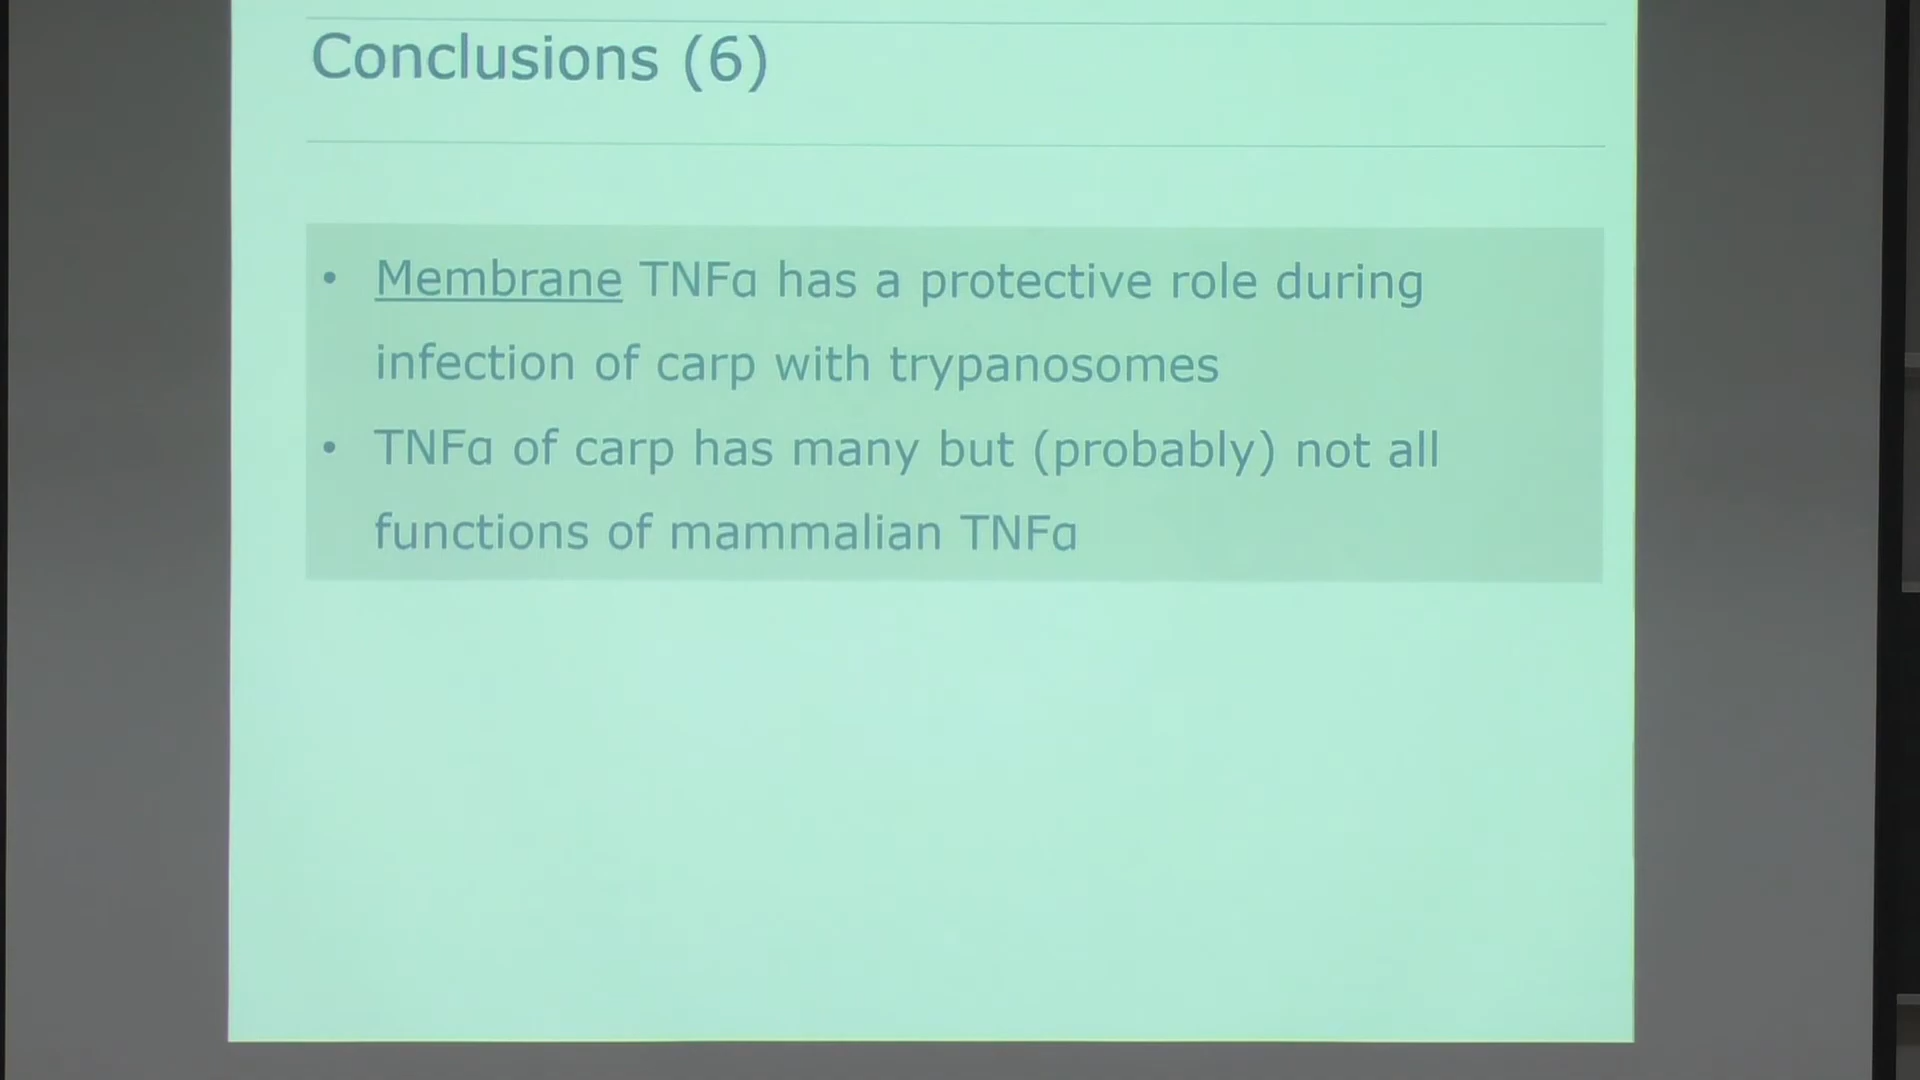 Conclusions (6)
• Membrane TNFα has a protective role during
infection of carp with trypanosomes
• TNFα of carp has many but (probably) not all
functions of mammalian TNFα